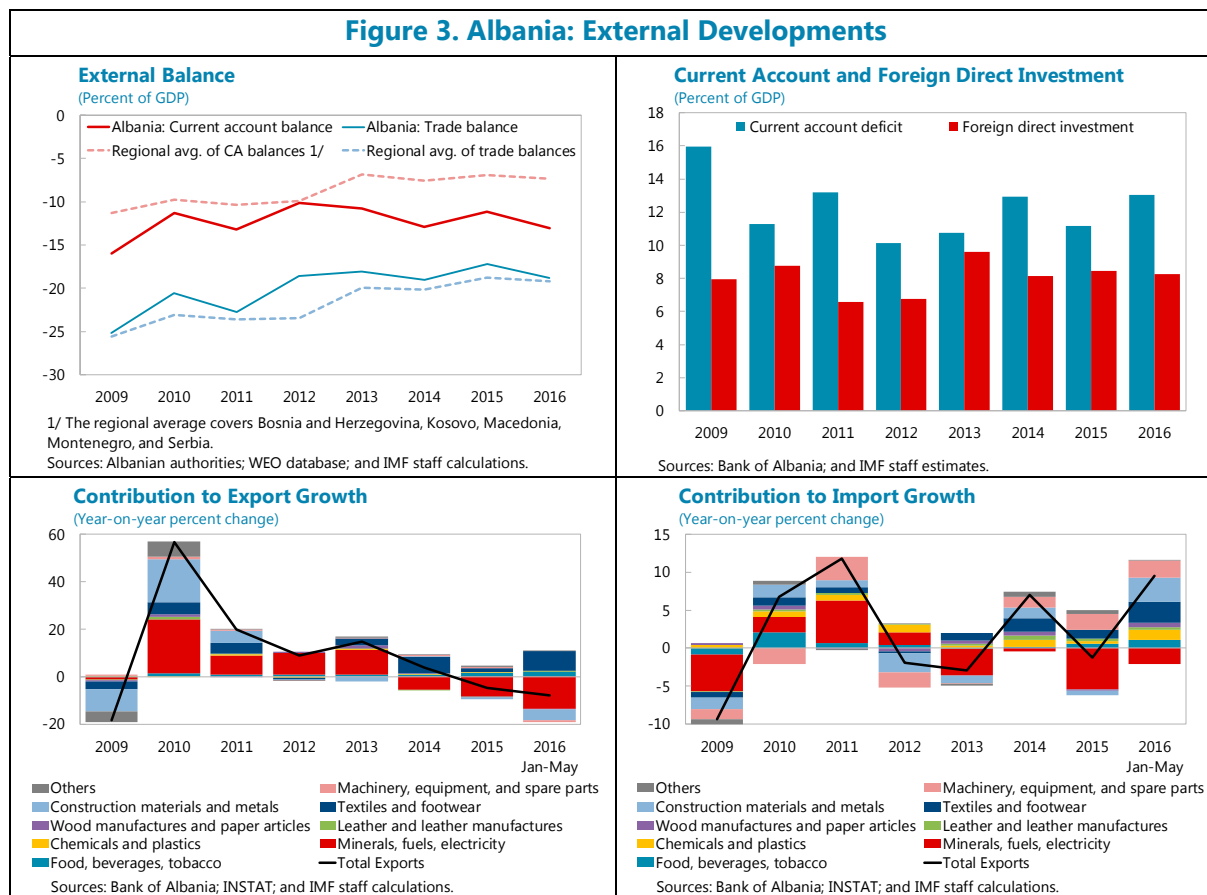 Figure 3. Albania: External Developments
External Balance
(Percent of GDP)
0
-5
-10
-15
-20
-25
-30
Albania: Current account balance
Albania: Trade balance
Regional avg. of CA balances 1/
Regional avg. of trade balances
2009 2010 2011 2012 2013 2014 2015 2016
1/ The regional average covers Bosnia and Herzegovina, Kosovo, Macedonia,
Montenegro, and Serbia.
Sources: Albanian authorities; WEO database; and IMF staff calculations.
Current Account and Foreign Direct Investment
(Percent of GDP)
18
16
14
12
10
8
6
4
2
0
Current account deficit
Foreign direct investment
2009 2010 2011 2012 2013 2014 2015 2016
Sources: Bank of Albania; and IMF staff estimates.
Contribution to Export Growth
(Year-on-year percent change)
60
40
20
0
-20
2009 2010 2011 2012 2013 2014 2015 2016
Jan-May
Others
Machinery, equipment, and spare parts
Construction materials and metals
Textiles and footwear
Wood manufactures and paper articles
Leather and leather manufactures
Chemicals and plastics
Minerals, fuels, electricity
Food, beverages, tobacco
Total Exports
Sources: Bank of Albania; INSTAT; and IMF staff calculations.
Contribution to Import Growth
(Year-on-year percent change)
15
10
5
0
-5
-10
2009 2010 2011 2012 2013 2014 2015 2016
Jan-May
Others
Machinery, equipment, and spare parts
Construction materials and metals
Textiles and footwear
Wood manufactures and paper articles
Leather and leather manufactures
Chemicals and plastics
Minerals, fuels, electricity
Food, beverages, tobacco
Total Exports
Sources: Bank of Albania; INSTAT; and IMF staff calculations.